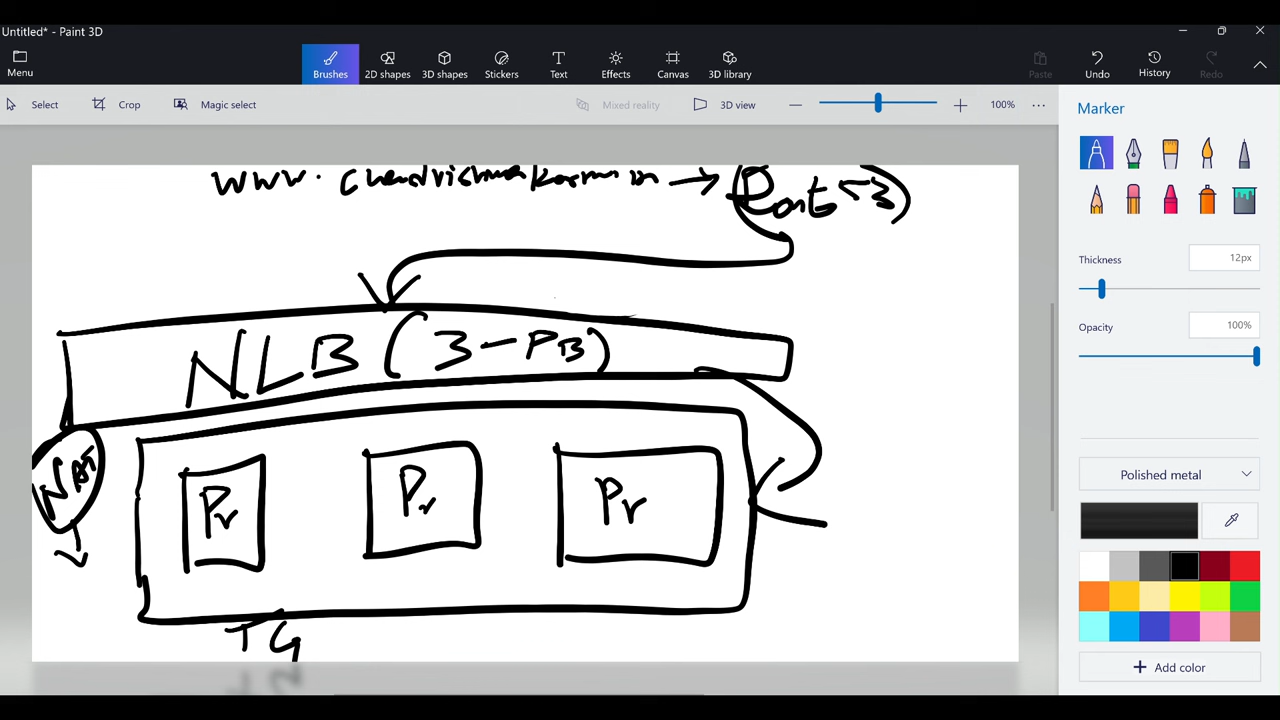 Untitled* - Paint 3D
Menu
Brushes
2D shapes
3D shapes
Stickers
Text
Effects
Canvas
3D library
Paste
Undo
History
Redo
Select
Crop
Magic select
Mixed reality
3D view
100%
Marker
Thickness
12px
Opacity
100%
Polished metal
Add color
www.
NLB (3-PB)
NAT
Pr
Pr
Pr
TG